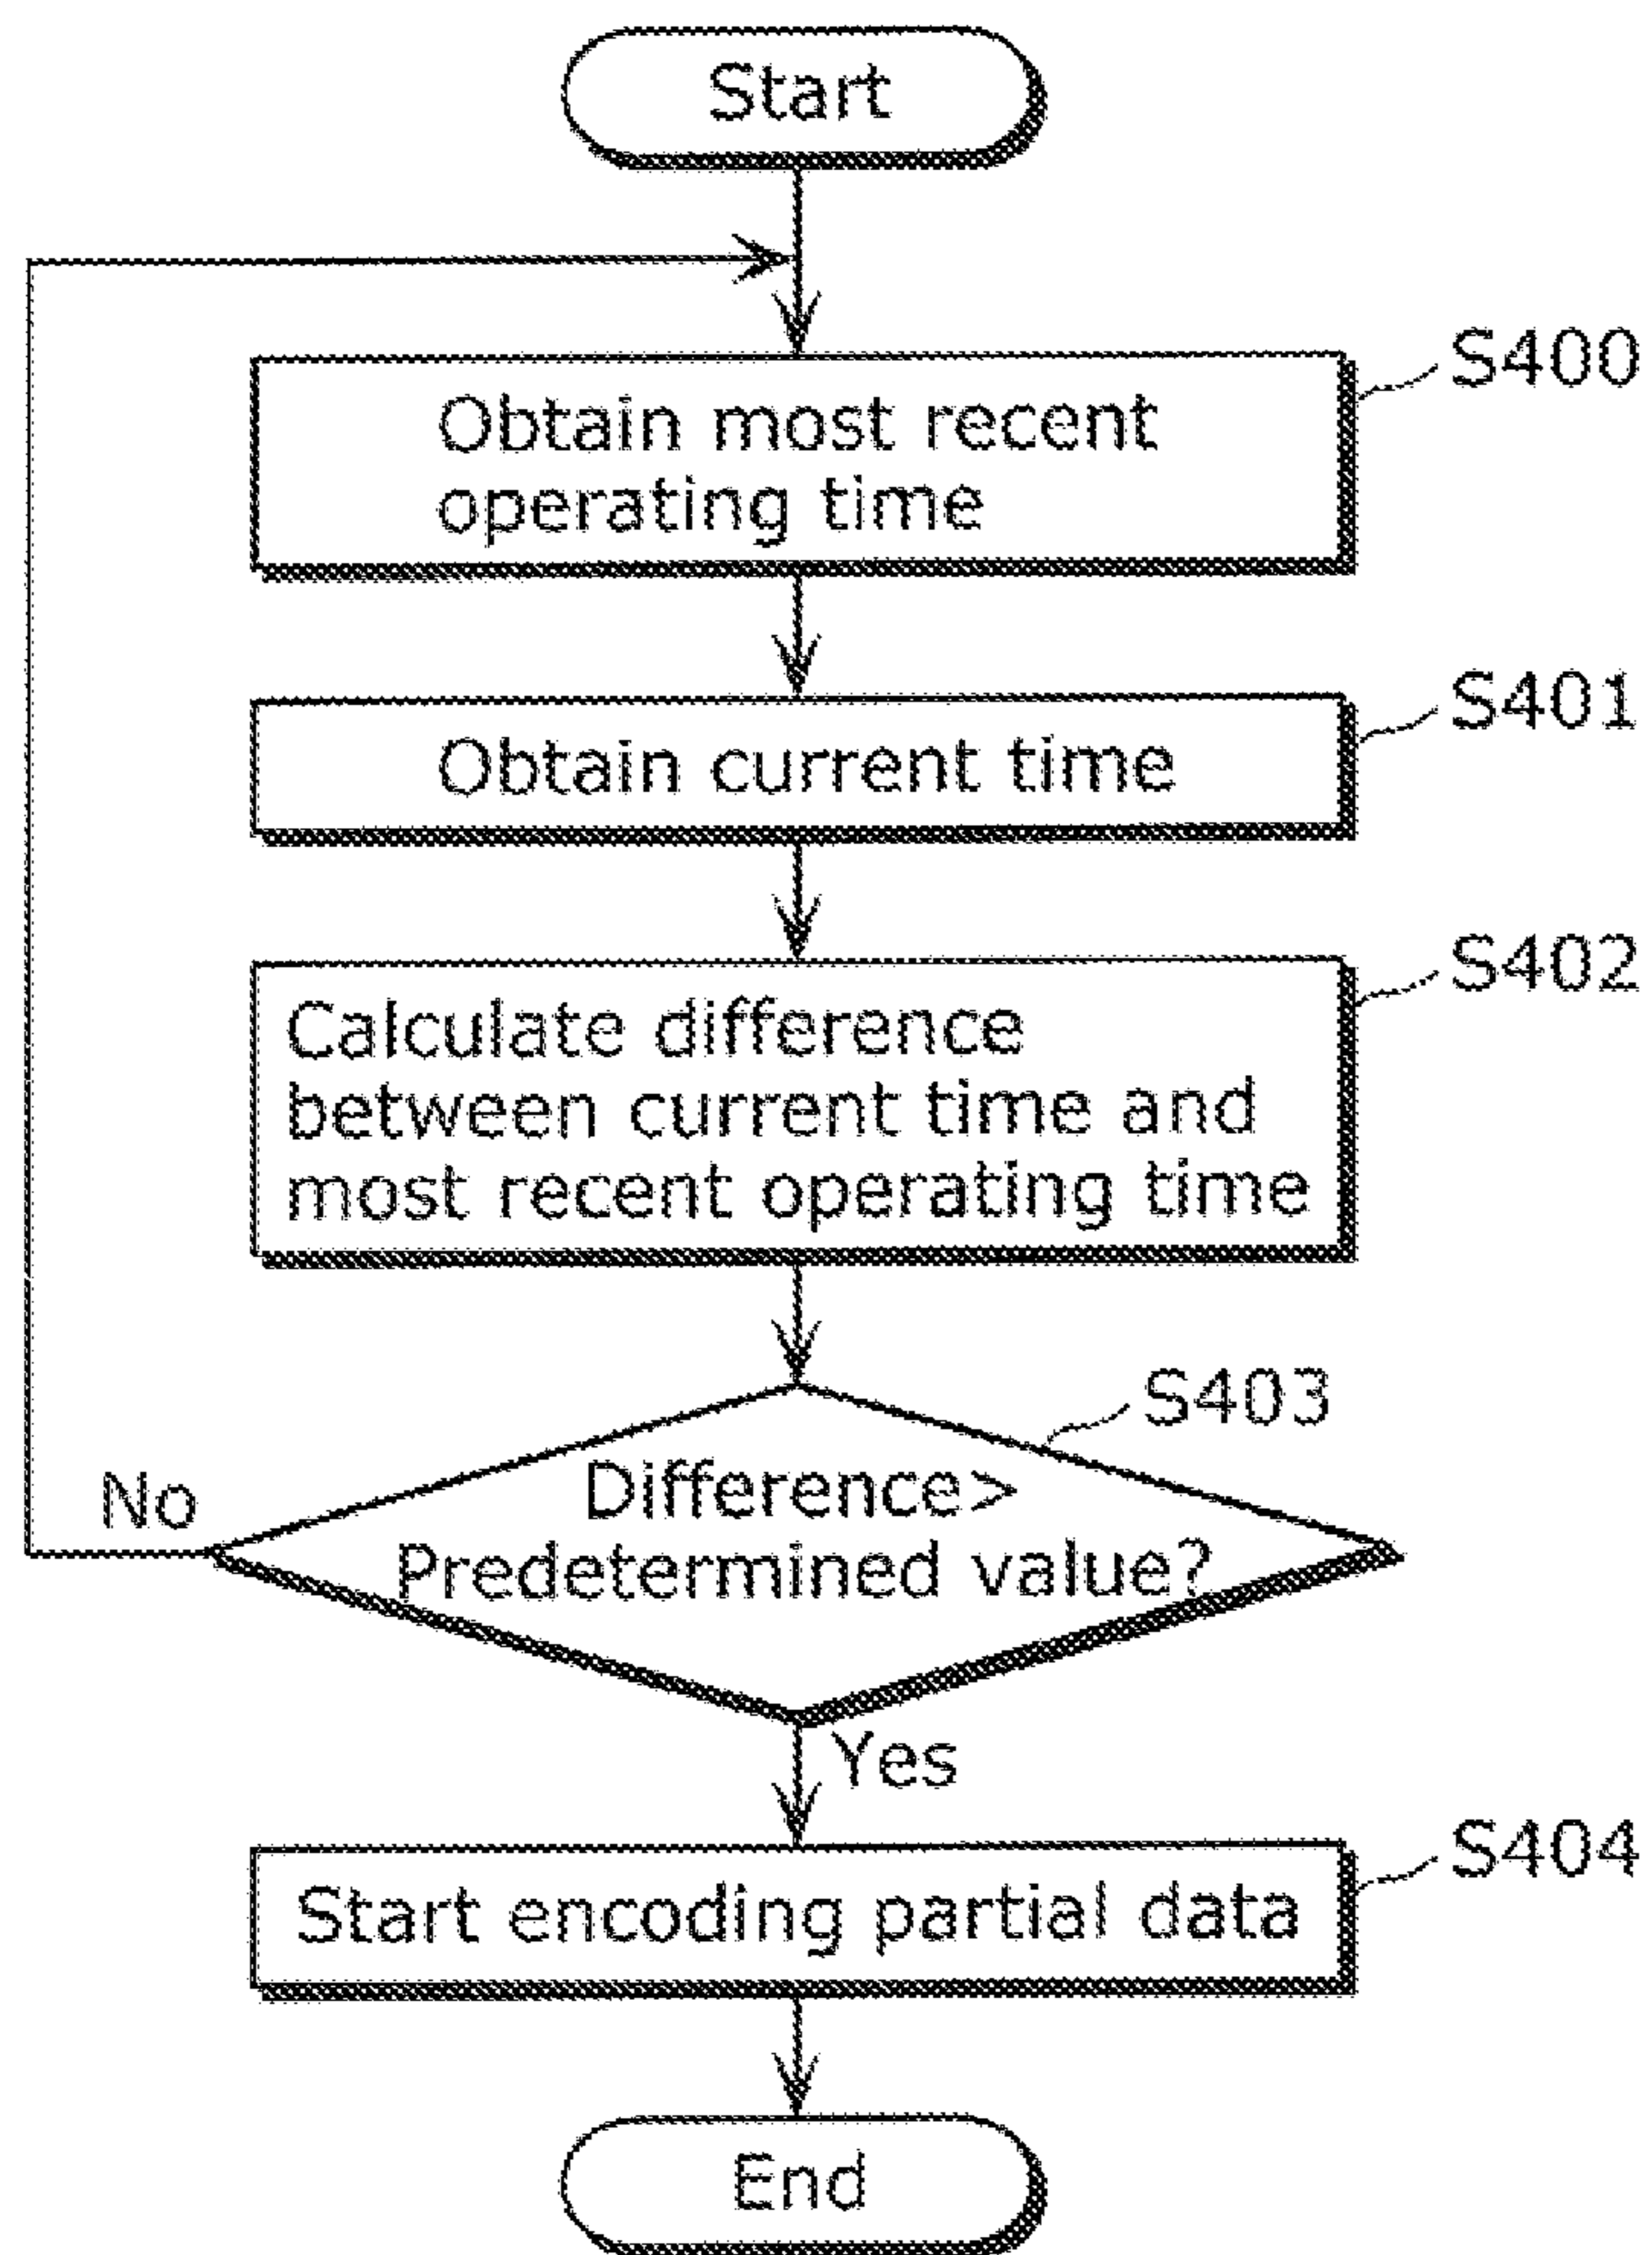 Start
S400
Obtain most recent
operating time
S401
Obtain current time
S402
Calculate difference
between current time and
most recent operating time
S403
Difference>
Predetermined value?
No
Yes
S404
Start encoding partial data
End